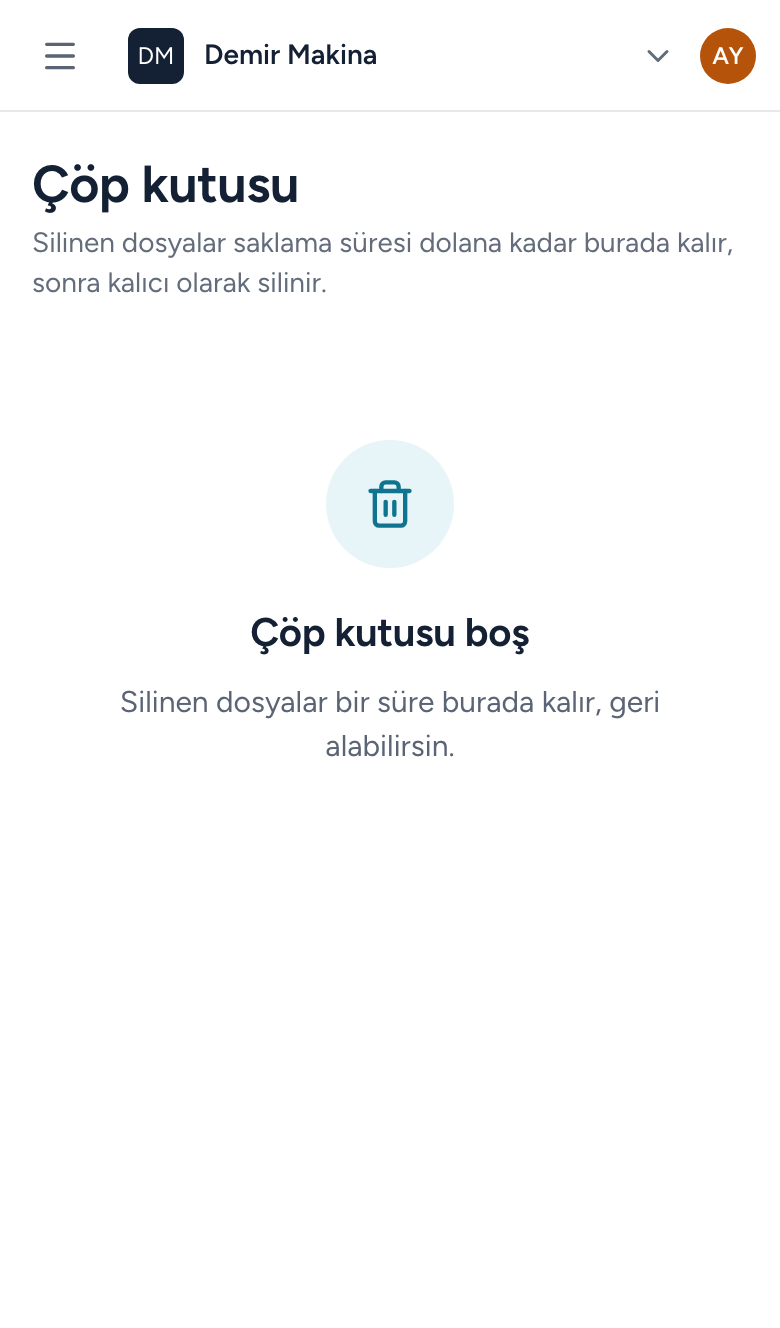 DM Demir Makina AY
Çöp kutusu
Silinen dosyalar saklama süresi dolana kadar burada kalır,
sonra kalıcı olarak silinir.
Çöp kutusu boş
Silinen dosyalar bir süre burada kalır, geri
alabilirsin.